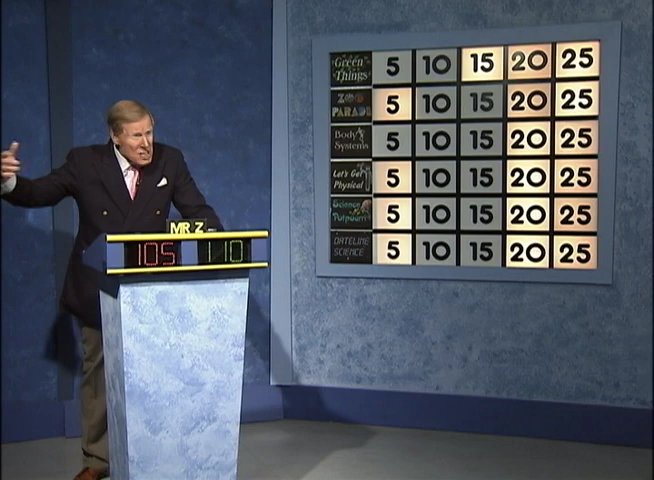 Green Things 5 10 15 20 25
ZOO PARADE 5 10 15 20 25
Body Systems 5 10 15 20 25
Let's Get Physical 5 10 15 20 25
Science Potpourri 5 10 15 20 25
DATELINE SCIENCE 5 10 15 20 25
MR Z
105 110